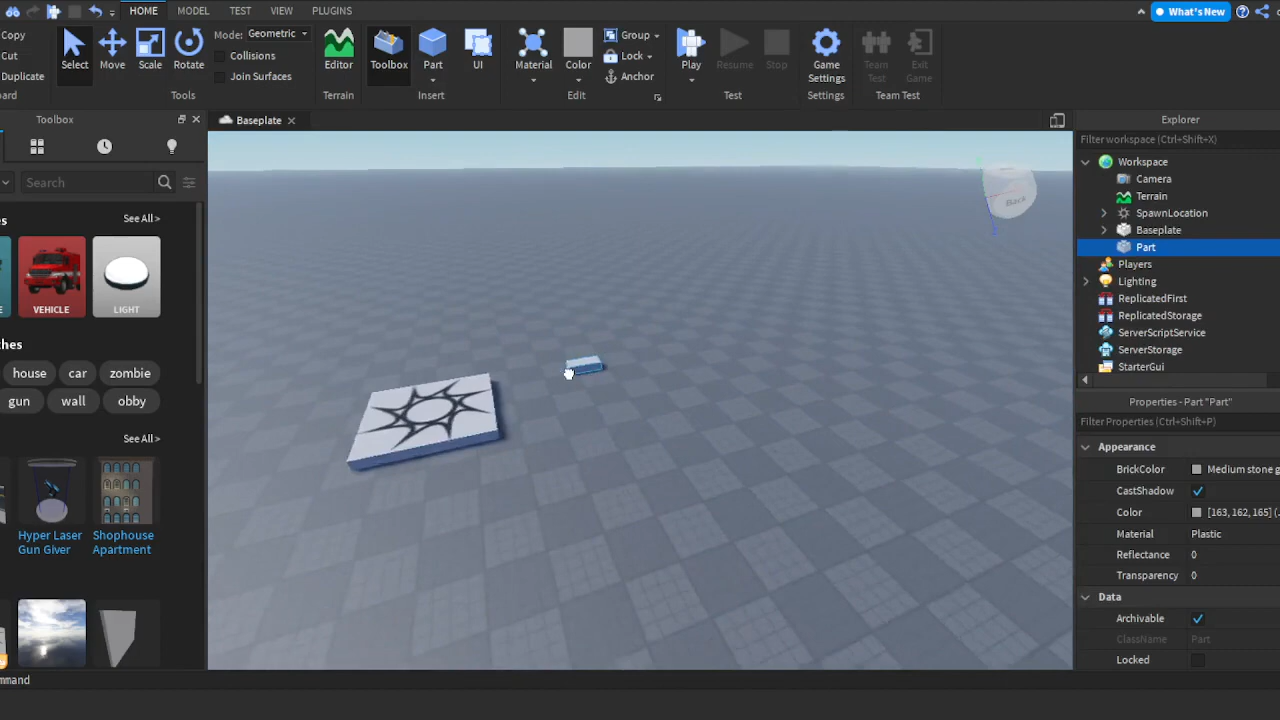 HOME MODEL TEST VIEW PLUGINS What's New
Copy
Cut
Duplicate
Select Move Scale Rotate
Mode: Geometric
Collisions
Join Surfaces
Tools
Editor
Terrain
Toolbox Part UI
Insert
Material Color
Group
Lock
Anchor
Edit
Play Resume Stop
Test
Game Settings
Settings
Team Test Exit Game
Team Test
Toolbox
Baseplate
Search
See All >
VEHICLE LIGHT
house car zombie
gun wall obby
See All >
Hyper Laser Gun Giver
Shophouse Apartment
Back
Explorer
Filter workspace (Ctrl+Shift+X)
Workspace
Camera
Terrain
SpawnLocation
Baseplate
Part
Players
Lighting
ReplicatedFirst
ReplicatedStorage
ServerScriptService
ServerStorage
StarterGui
Properties - Part "Part"
Filter Properties (Ctrl+Shift+P)
Appearance
BrickColor Medium stone g
CastShadow
Color [163, 162, 165] (
Material Plastic
Reflectance 0
Transparency 0
Data
Archivable
ClassName Part
Locked